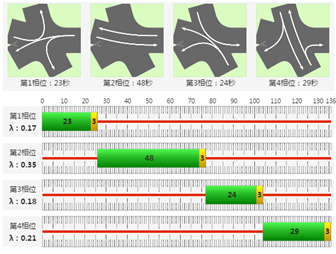 第1相位：23秒 第2相位：48秒 第3相位：24秒 第4相位：29秒
0 10 20 30 40 50 60 70 80 90 100 110 120 130 136
第1相位
λ：0.17
23 3
第2相位
λ：0.35
48 3
第3相位
λ：0.18
24 3
第4相位
λ：0.21
29 3